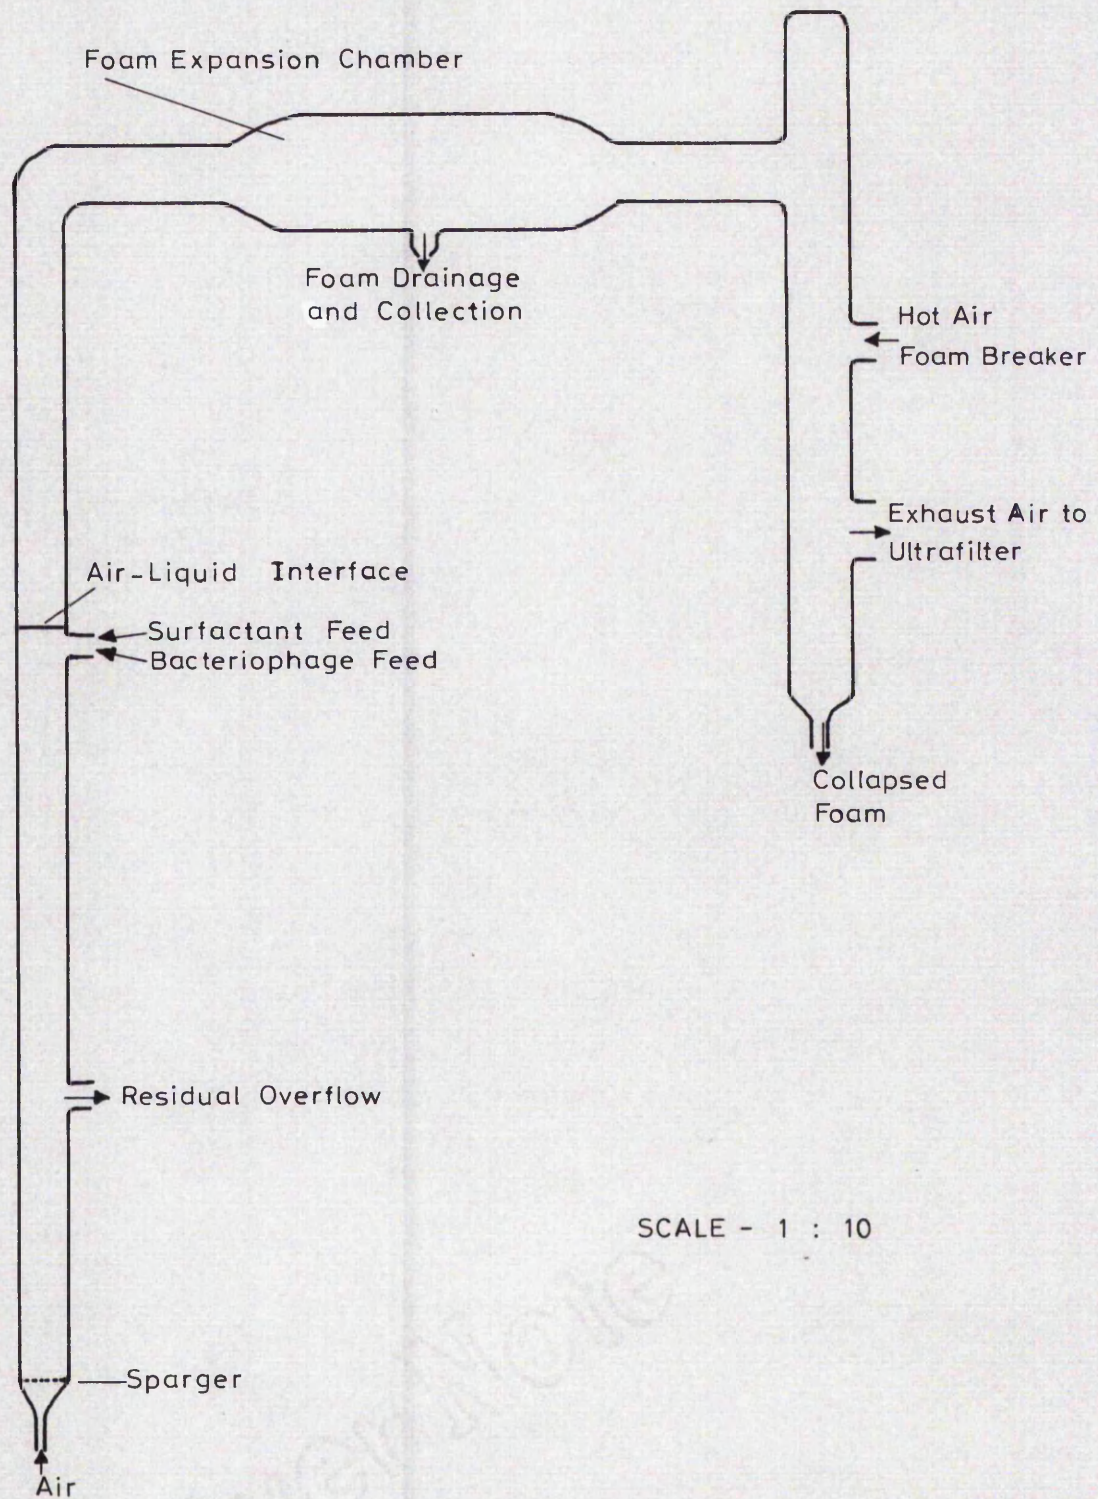 Foam Expansion Chamber
Foam Drainage
and Collection
Hot Air
Foam Breaker
Exhaust Air to
Ultrafilter
Air-Liquid Interface
Surfactant Feed
Bacteriophage Feed
Collapsed
Foam
Residual Overflow
SCALE - 1 : 10
Sparger
Air